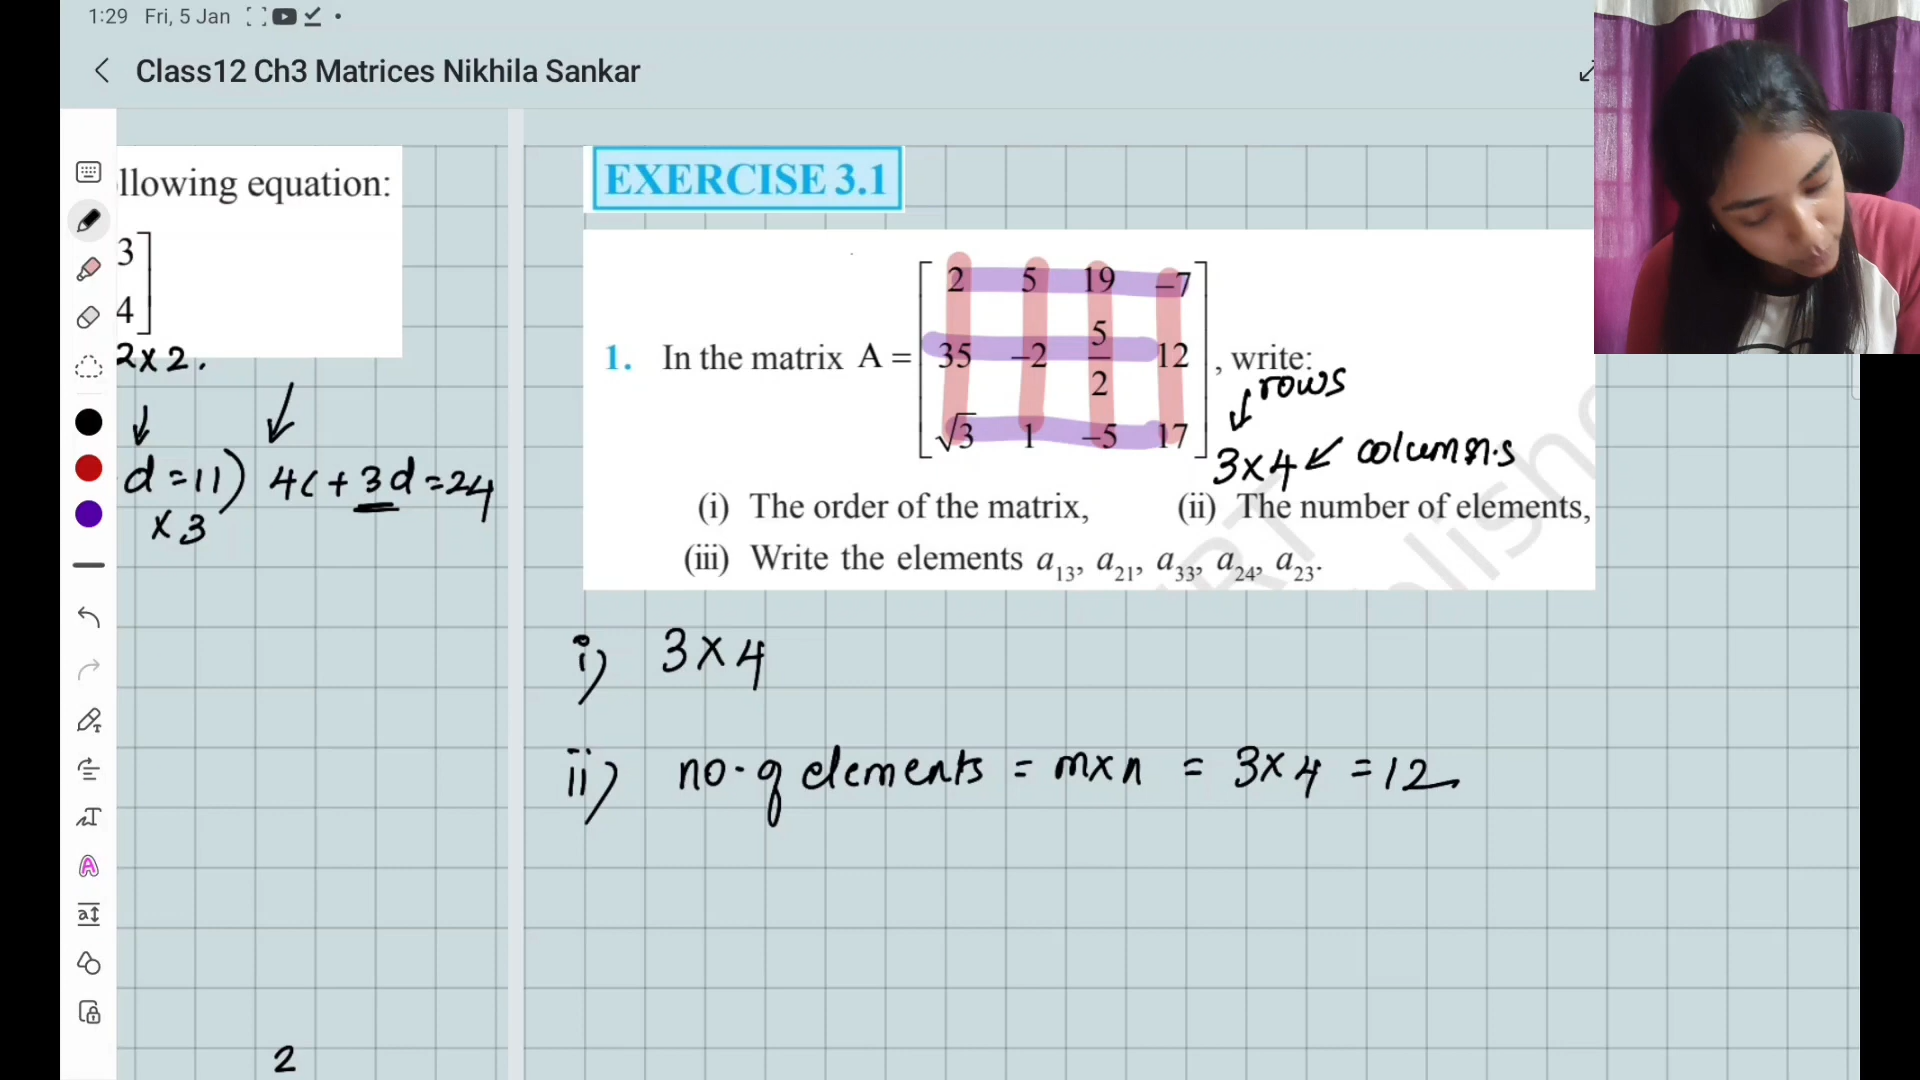 1:29 Fri, 5 Jan
Class12 Ch3 Matrices Nikhila Sankar
llowing equation:
3
4
2x2.
d=11) 4c+3d=24
x3
2
EXERCISE 3.1
1. In the matrix A = [2 5 19 –7
35 –2 5/2 12
√3 1 –5 17], write:
rows
3x4 columns
(i) The order of the matrix, (ii) The number of elements,
(iii) Write the elements a13, a21, a33, a24, a23.
i) 3x4
ii) no. of elements = mxn = 3x4 = 12